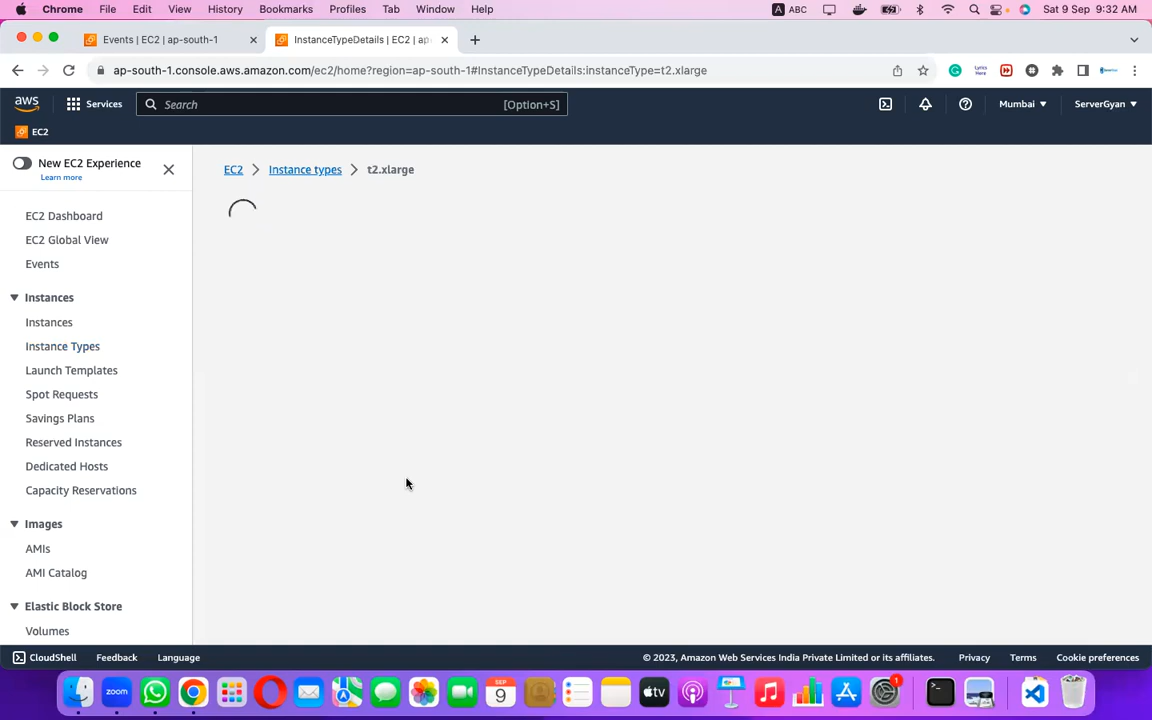 Chrome File Edit View History Bookmarks Profiles Tab Window Help A ABC Sat 9 Sep 9:32 AM
Events | EC2 | ap-south-1 InstanceTypeDetails | EC2 | ap-
ap-south-1.console.aws.amazon.com/ec2/home?region=ap-south-1#InstanceTypeDetails:instanceType=t2.xlarge
aws Services Search [Option+S] Mumbai ServerGyan
EC2
New EC2 Experience
Learn more
EC2 Instance types t2.xlarge
EC2 Dashboard
EC2 Global View
Events
Instances
Instances
Instance Types
Launch Templates
Spot Requests
Savings Plans
Reserved Instances
Dedicated Hosts
Capacity Reservations
Images
AMIs
AMI Catalog
Elastic Block Store
Volumes
CloudShell Feedback Language © 2023, Amazon Web Services India Private Limited or its affiliates. Privacy Terms Cookie preferences
zoom SEP 9 tv 1